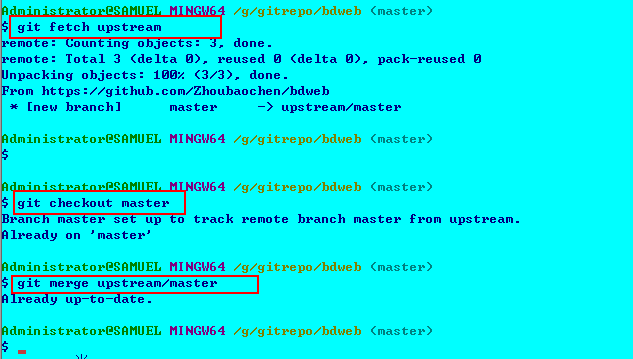 Administrator@SAMUEL MINGW64 /g/gitrepo/bdweb (master)
$ git fetch upstream
remote: Counting objects: 3, done.
remote: Total 3 (delta 0), reused 0 (delta 0), pack-reused 0
Unpacking objects: 100% (3/3), done.
From https://github.com/Zhoubaochen/bdweb
 * [new branch]      master     -> upstream/master
Administrator@SAMUEL MINGW64 /g/gitrepo/bdweb (master)
$
Administrator@SAMUEL MINGW64 /g/gitrepo/bdweb (master)
$ git checkout master
Branch master set up to track remote branch master from upstream.
Already on 'master'
Administrator@SAMUEL MINGW64 /g/gitrepo/bdweb (master)
$ git merge upstream/master
Already up-to-date.
Administrator@SAMUEL MINGW64 /g/gitrepo/bdweb (master)
$